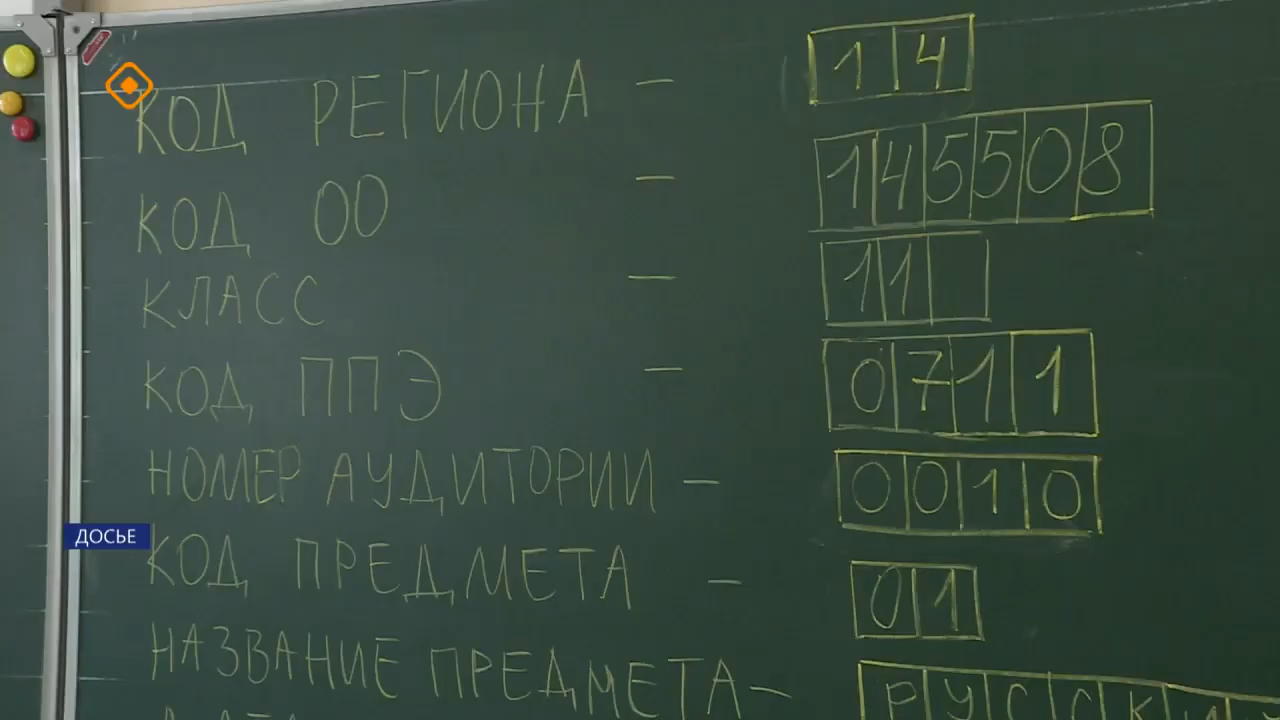 КОД РЕГИОНА – 14
КОД ОО – 145508
КЛАСС – 11
КОД ППЭ – 0711
НОМЕР АУДИТОРИИ – 0010
ДОСЬЕ
КОД ПРЕДМЕТА – 01
НАЗВАНИЕ ПРЕДМЕТА –